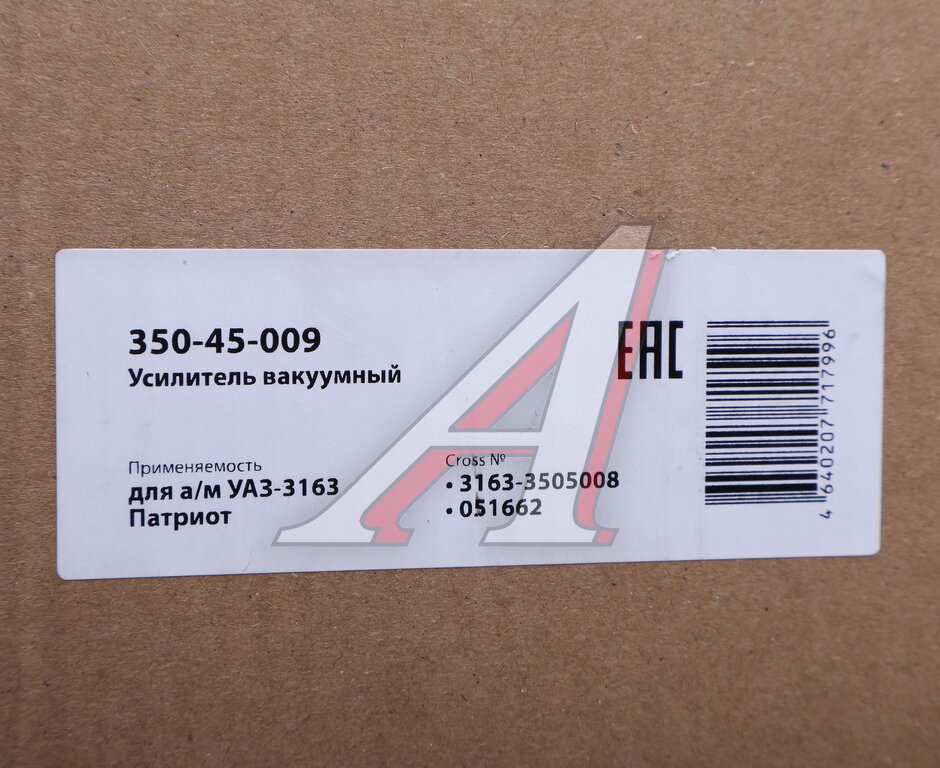 350-45-009
Усилитель вакуумный
EAC
Применяемость
для а/м УАЗ-3163
Патриот
Cross №
• 3163-3505008
• 051662
4 640207 717996